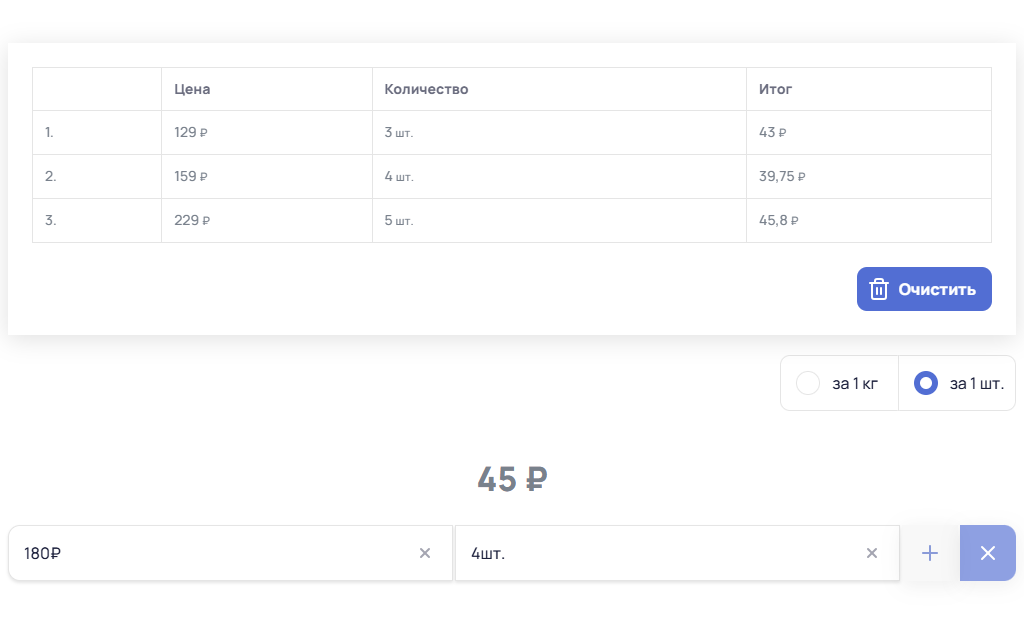 Цена Количество Итог
1. 129 ₽ 3 шт. 43 ₽
2. 159 ₽ 4 шт. 39,75 ₽
3. 229 ₽ 5 шт. 45,8 ₽
Очистить
за 1 кг за 1 шт.
45 ₽
180₽ 4шт.